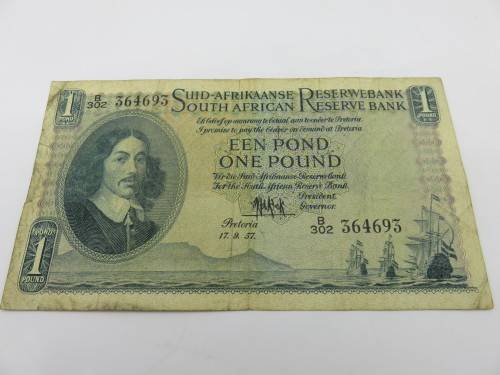 1
POND
B/302 364693
SUID-AFRIKAANSE RESERWEBANK
SOUTH AFRICAN RESERVE BANK
1
POUND
Ek beloof op aanvraag te betaal aan toonder te Pretoria
I promise to pay the bearer on demand at Pretoria
EEN POND
ONE POUND
Vir die Suid-Afrikaanse Reserwebank
For the South African Reserve Bank
President
Governor
Pretoria
17. 9. 57.
B/302 364693
POND
1
POUND